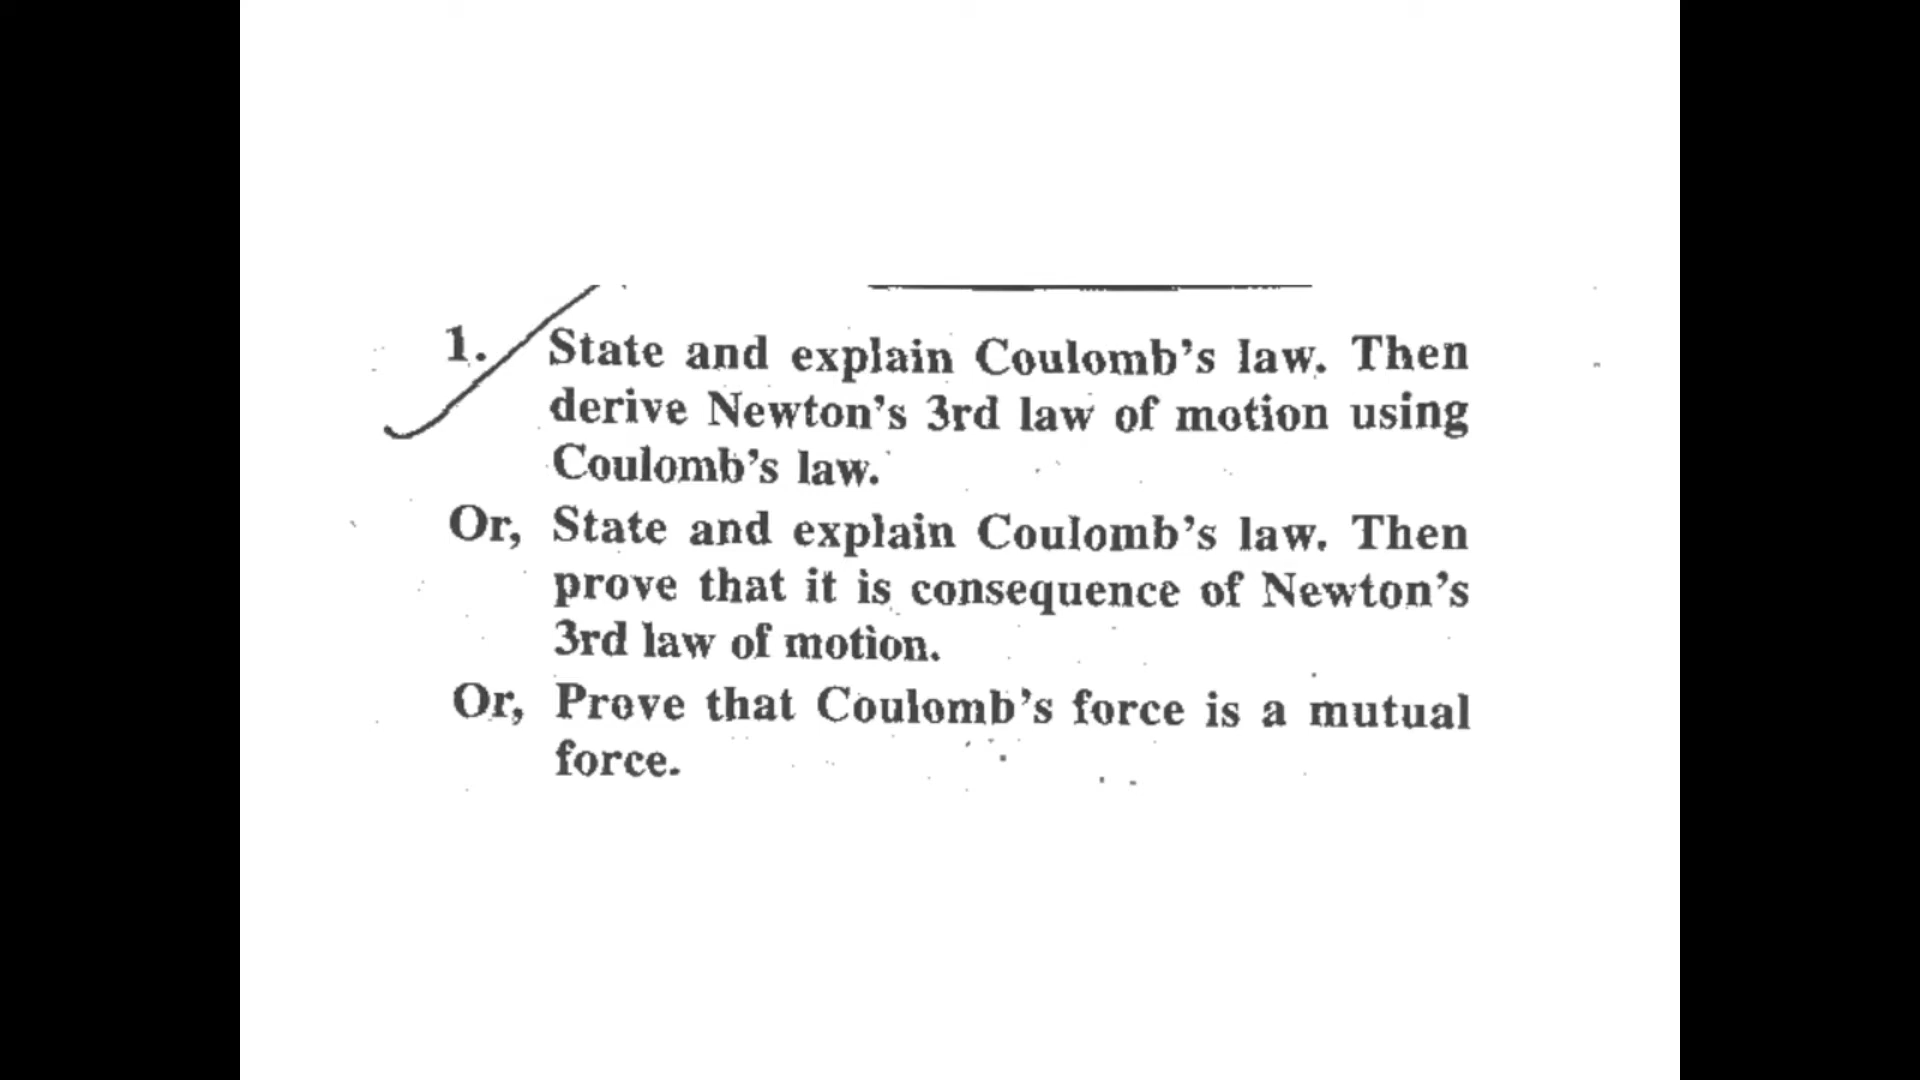 1. State and explain Coulomb's law. Then
derive Newton's 3rd law of motion using
Coulomb's law.
Or, State and explain Coulomb's law. Then
prove that it is consequence of Newton's
3rd law of motion.
Or, Prove that Coulomb's force is a mutual
force.